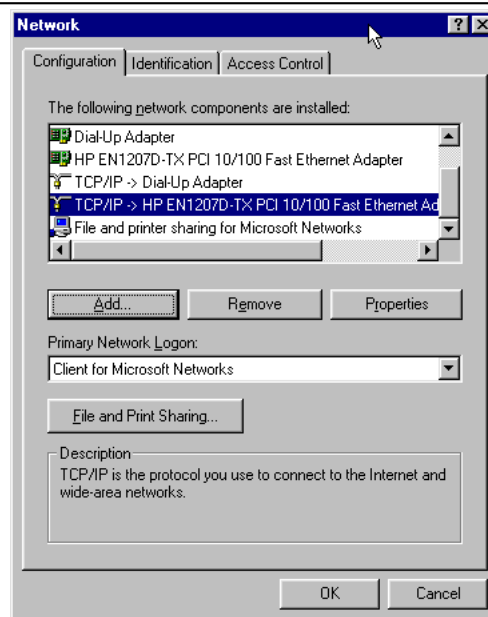 Network
Configuration Identification Access Control
The following network components are installed:
Dial-Up Adapter
HP EN1207D-TX PCI 10/100 Fast Ethernet Adapter
TCP/IP -> Dial-Up Adapter
TCP/IP -> HP EN1207D-TX PCI 10/100 Fast Ethernet Ad
File and printer sharing for Microsoft Networks
Add... Remove Properties
Primary Network Logon:
Client for Microsoft Networks
File and Print Sharing...
Description
TCP/IP is the protocol you use to connect to the Internet and
wide-area networks.
OK Cancel